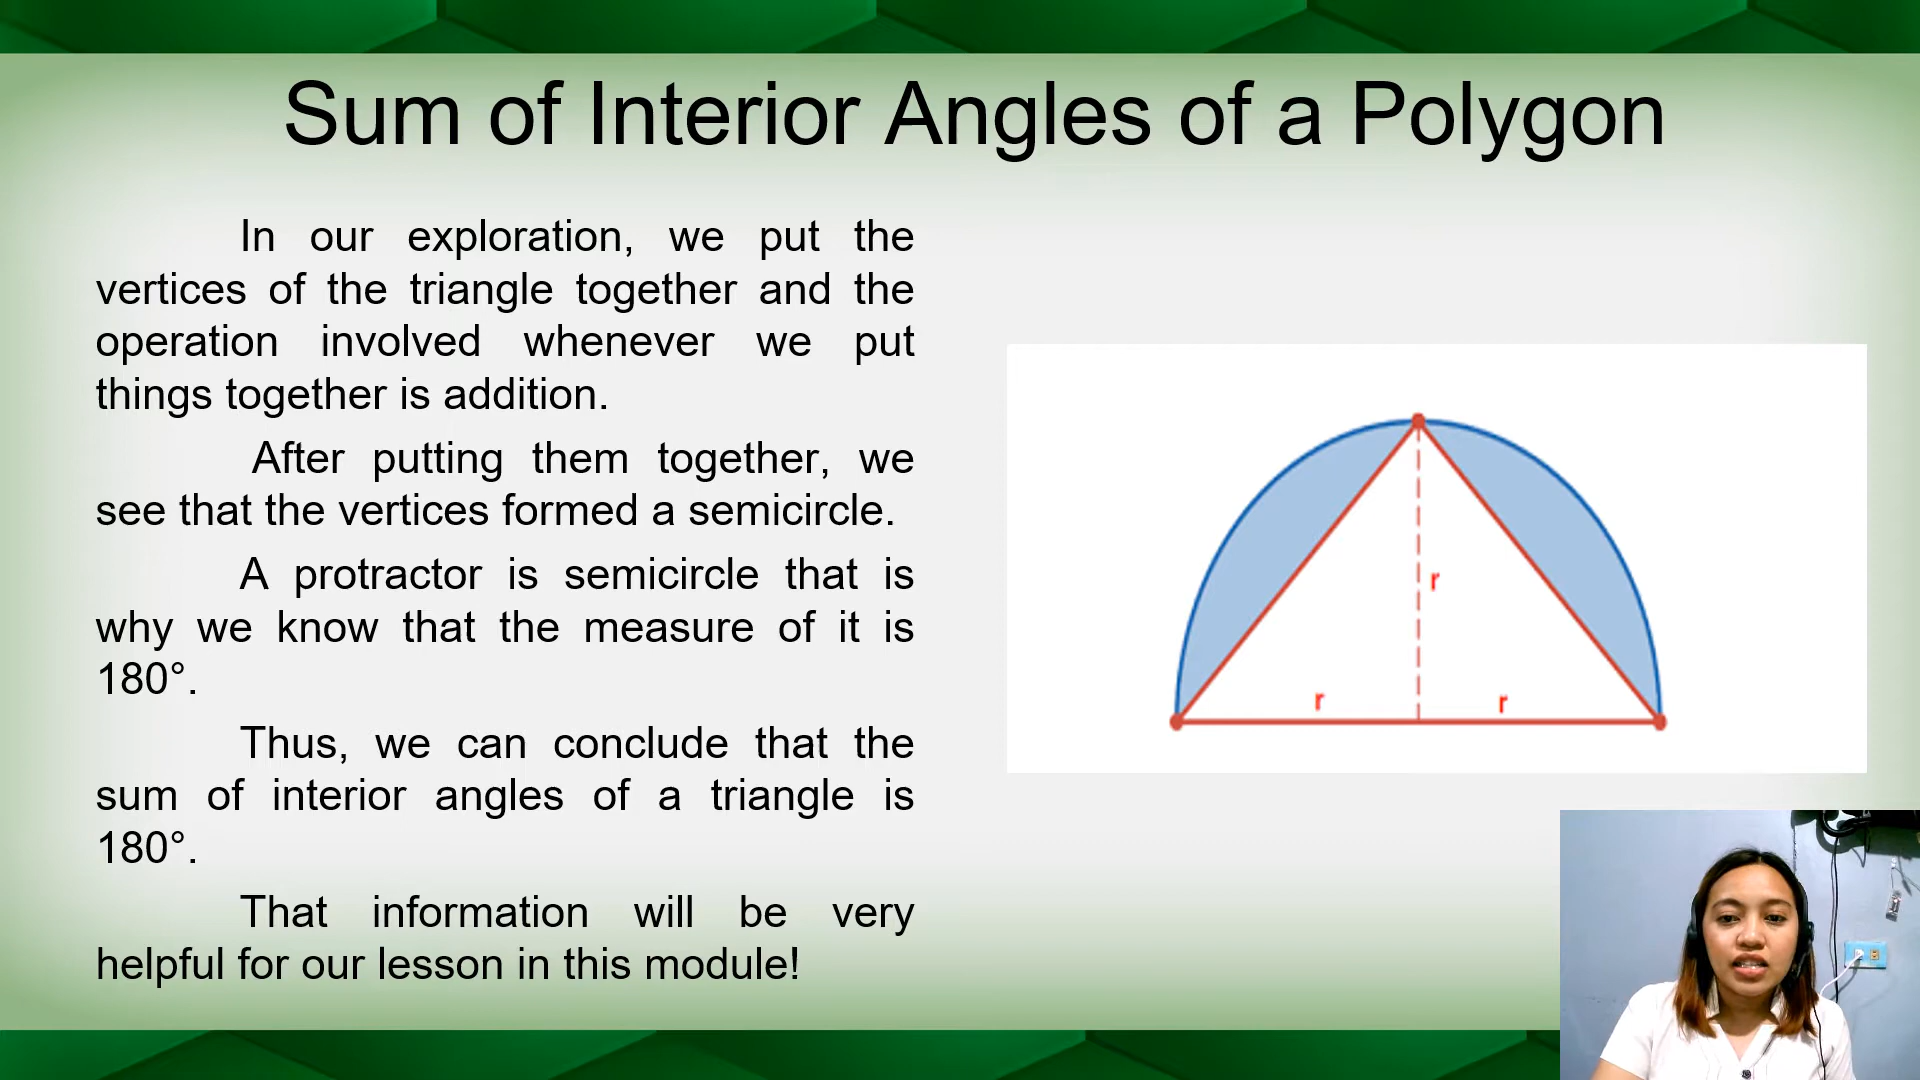 Sum of Interior Angles of a Polygon
In our exploration, we put the
vertices of the triangle together and the
operation involved whenever we put
things together is addition.
After putting them together, we
see that the vertices formed a semicircle.
A protractor is semicircle that is
why we know that the measure of it is
180°.
Thus, we can conclude that the
sum of interior angles of a triangle is
180°.
That information will be very
helpful for our lesson in this module!
r
r
r